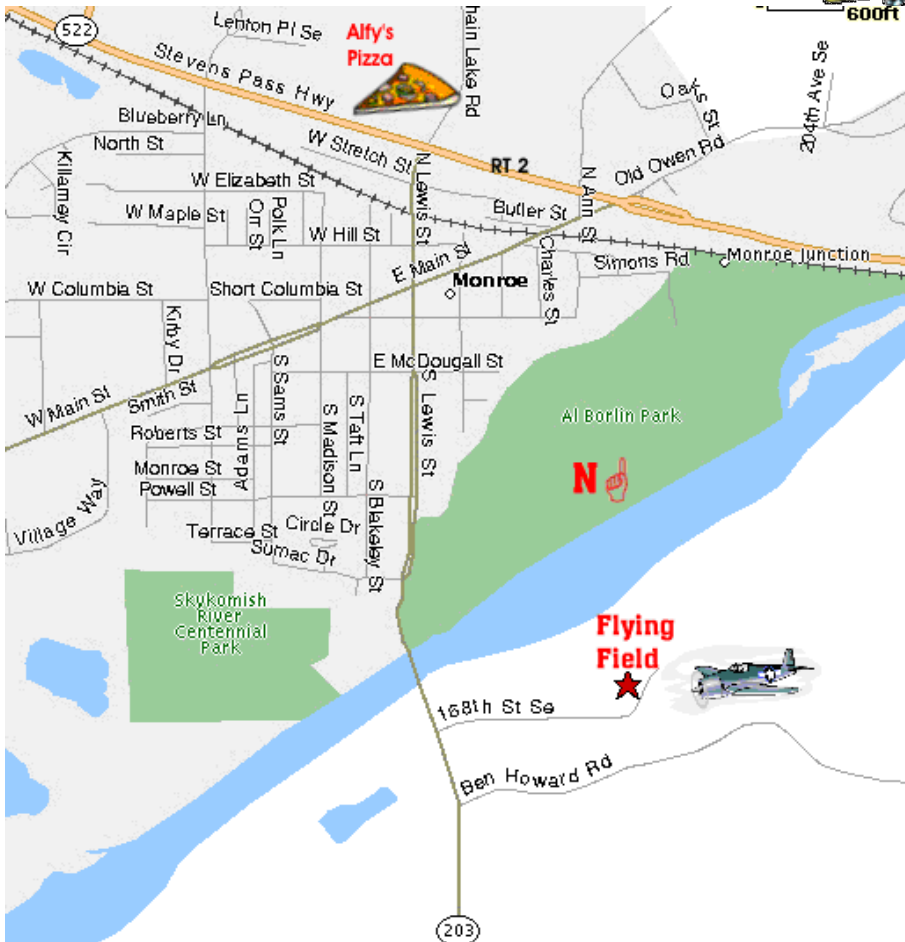 600ft
522
Lenton Pl Se
Alfy's
Pizza
hain Lake Rd
Stevens Pass Hwy
Oaks St
204th Ave Se
Blueberry Ln
North St
W Stretch St
Killarney Cir
RT 2
Old Owen Rd
W Elizabeth St
N Lewis St
N Ann St
W Maple St
Orr St
Polk Ln
Butler St
W Hill St
E Main St
Charles St
Simons Rd
Monroe Junction
W Columbia St
Short Columbia St
Monroe
Kirby Dr
E McDougall St
W Main St
Smith St
S Sams St
S Lewis St
Al Borlin Park
Roberts St
Adams Ln
S Madison St
S Taft Ln
Monroe St
Powell St
N
Village Way
S Blakeley St
Terrace St
Circle Dr
Sumac Dr
Skykomish
River
Centennial
Park
Flying
Field
168th St Se
Ben Howard Rd
203